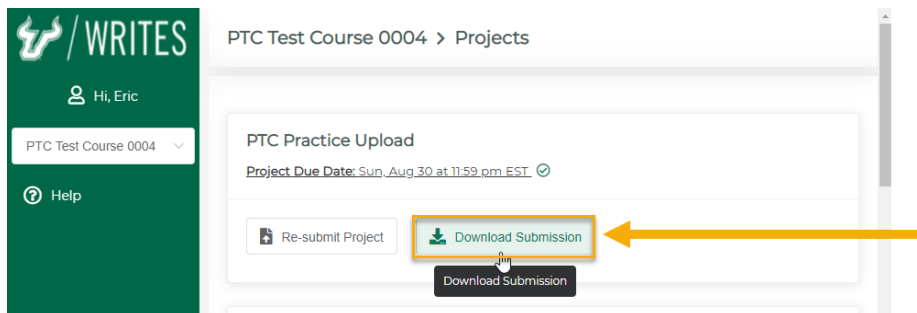 / WRITES
Hi, Eric
PTC Test Course 0004
Help
PTC Test Course 0004 > Projects
PTC Practice Upload
Project Due Date: Sun, Aug 30 at 11:59 pm EST
Re-submit Project
Download Submission
Download Submission